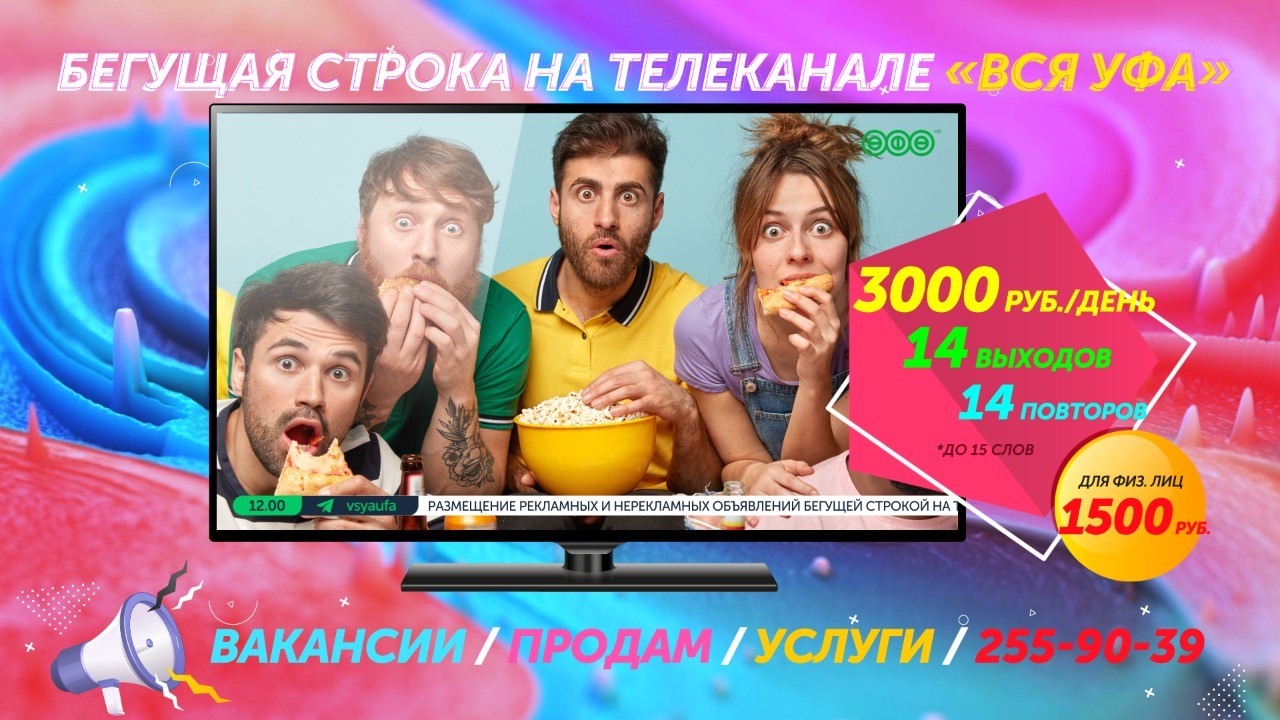 БЕГУЩАЯ СТРОКА НА ТЕЛЕКАНАЛЕ «ВСЯ УФА»
3000 РУБ./ДЕНЬ
14 ВЫХОДОВ
14 ПОВТОРОВ
*ДО 15 СЛОВ
ДЛЯ ФИЗ. ЛИЦ
1500 РУБ.
12.00 vsyaufa РАЗМЕЩЕНИЕ РЕКЛАМНЫХ И НЕРЕКЛАМНЫХ ОБЪЯВЛЕНИЙ БЕГУЩЕЙ СТРОКОЙ НА Т
ВАКАНСИИ / ПРОДАМ / УСЛУГИ / 255-90-39